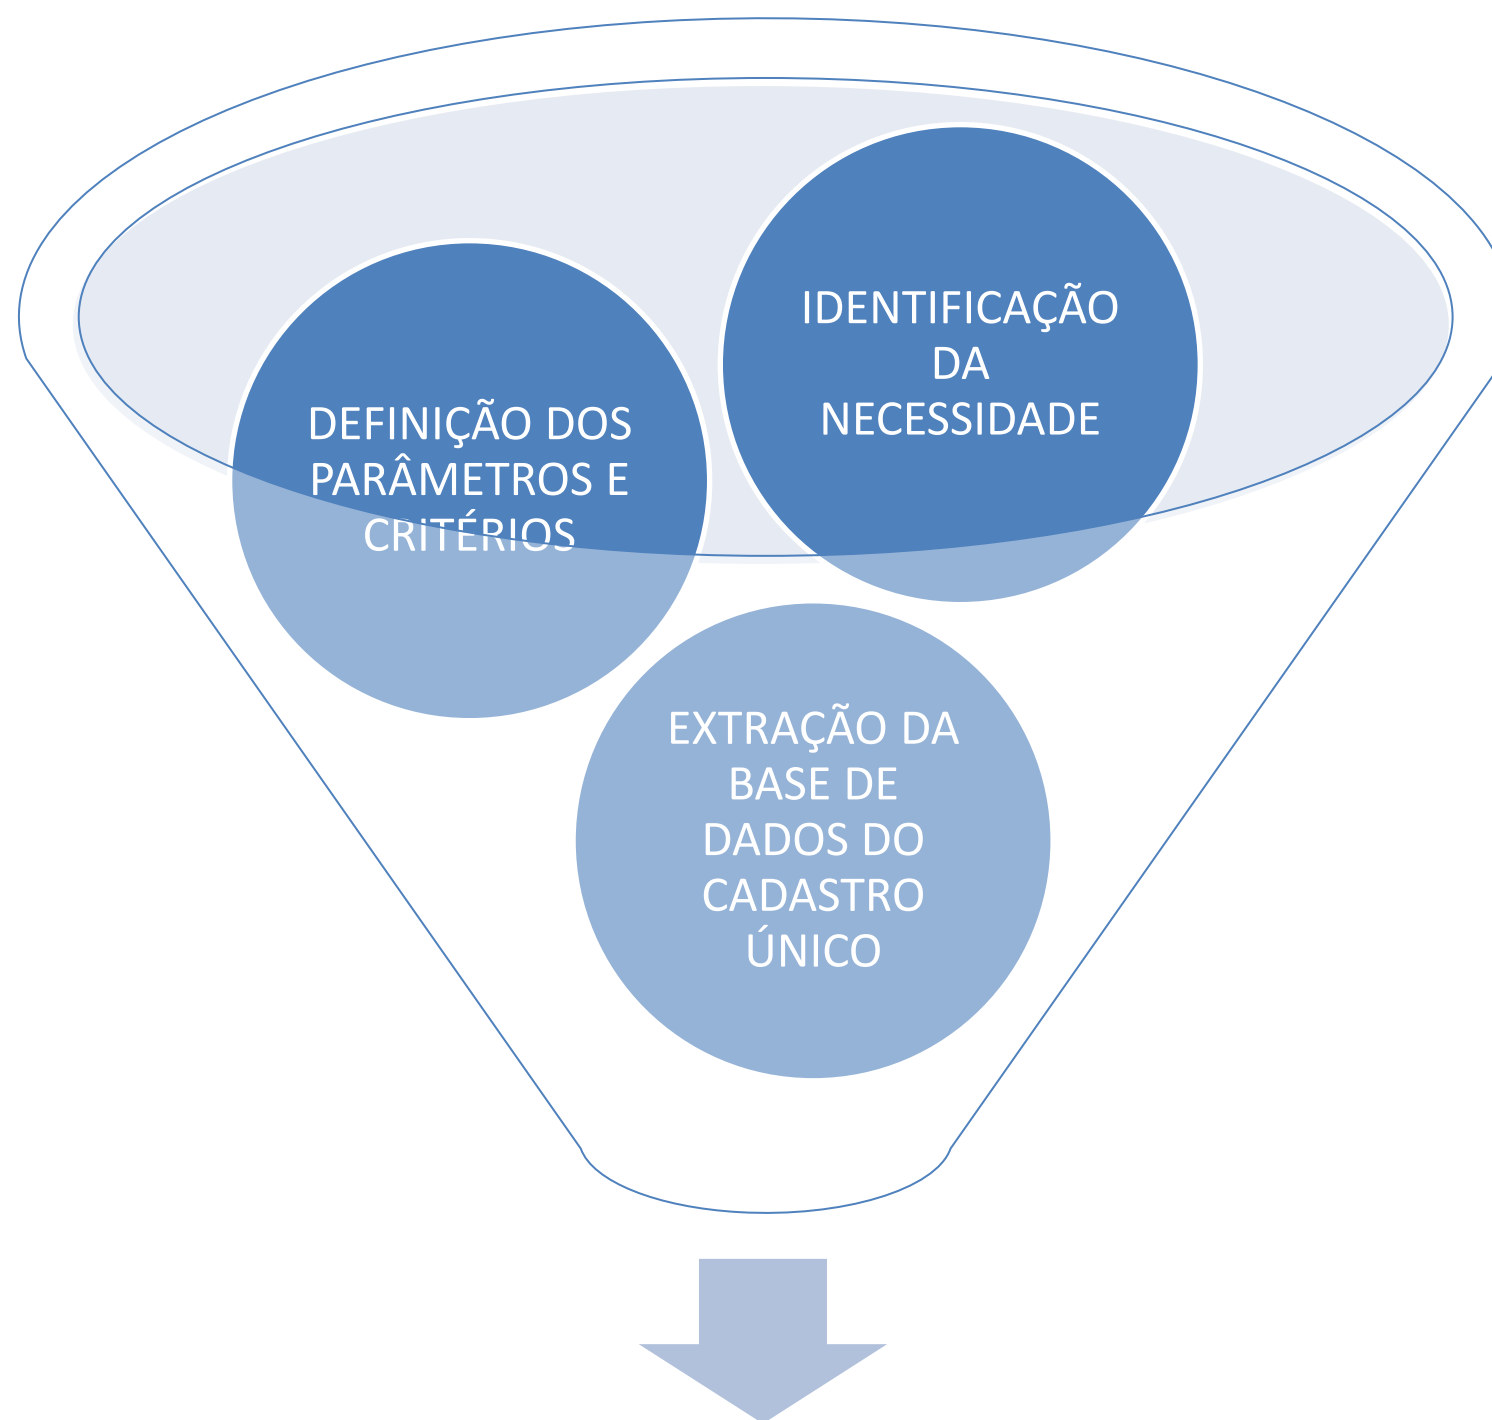 IDENTIFICAÇÃO
DA
NECESSIDADE
DEFINIÇÃO DOS
PARÂMETROS E
CRITÉRIOS
EXTRAÇÃO DA
BASE DE
DADOS DO
CADASTRO
ÚNICO